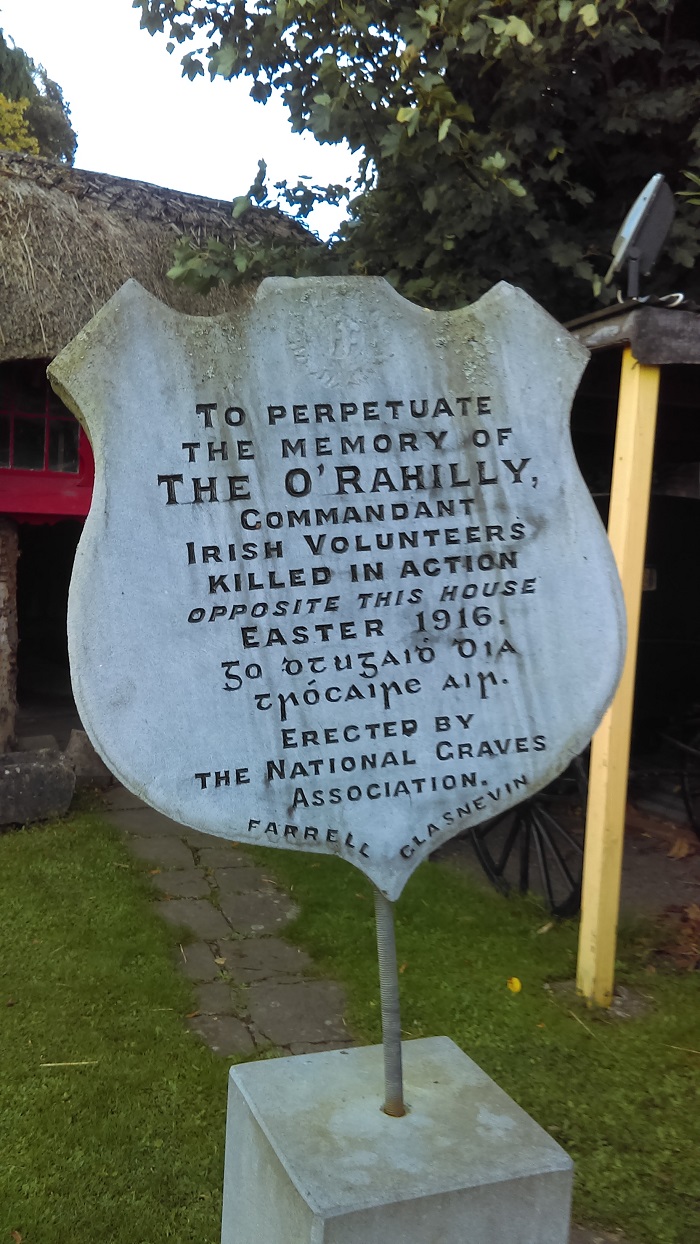 To PERPETUATE
THE MEMORY OF
THE O'RAHILLY,
COMMANDANT
IRISH VOLUNTEERS
KILLED IN ACTION
OPPOSITE THIS HOUSE
EASTER 1916.
Go dtugaiḋ Dia
trócaire air.
ERECTED BY
THE NATIONAL GRAVES
ASSOCIATION.
FARRELL GLASNEVIN